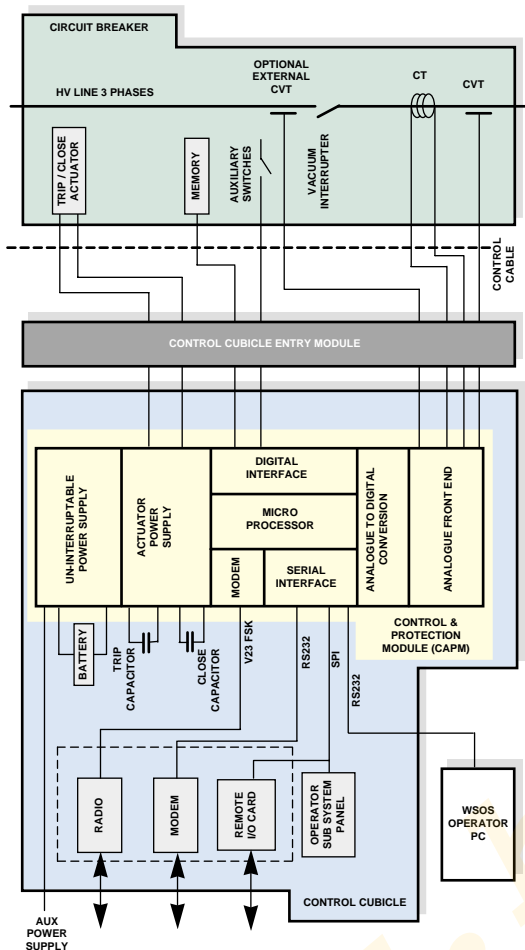 CIRCUIT BREAKER
OPTIONAL
EXTERNAL
CVT
CT
CVT
HV LINE 3 PHASES
TRIP / CLOSE
ACTUATOR
MEMORY
AUXILIARY
SWITCHES
VACUUM
INTERRUPTER
CONTROL
CABLE
CONTROL CUBICLE ENTRY MODULE
UN-INTERRUPTABLE
POWER SUPPLY
ACTUATOR
POWER
SUPPLY
DIGITAL
INTERFACE
MICRO
PROCESSOR
MODEM
SERIAL
INTERFACE
ANALOGUE TO DIGITAL
CONVERSION
ANALOGUE FRONT END
CONTROL &
PROTECTION
MODULE (CAPM)
BATTERY
TRIP
CAPACITOR
CLOSE
CAPACITOR
V23 FSK
RS232
SPI
RS232
RADIO
MODEM
REMOTE
I/O CARD
OPERATOR
SUB SYSTEM
PANEL
WSOS
OPERATOR
PC
CONTROL CUBICLE
AUX
POWER
SUPPLY